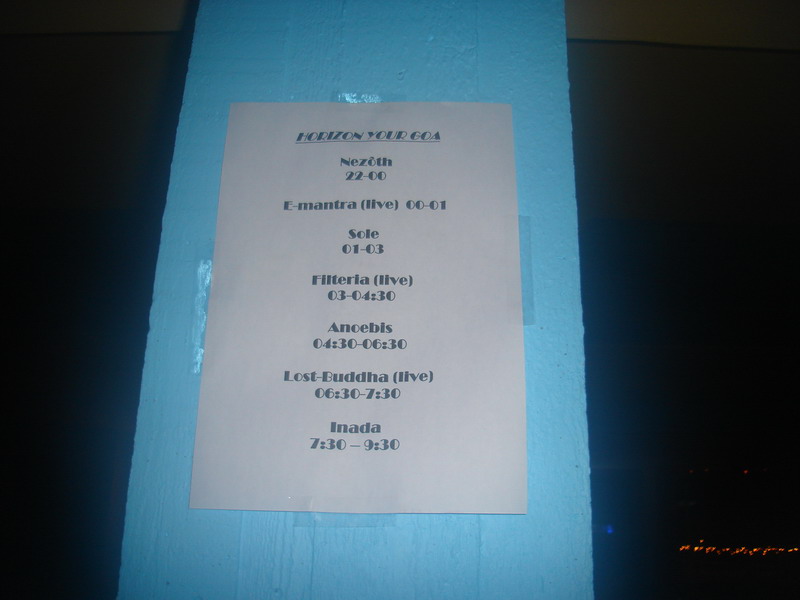 HORIZON YOUR GOA
Nezôth
22-00
E-mantra (live) 00-01
Sole
01-03
Filteria (live)
03-04:30
Anoebis
04:30-06:30
Lost-Buddha (live)
06:30-7:30
Inada
7:30 – 9:30